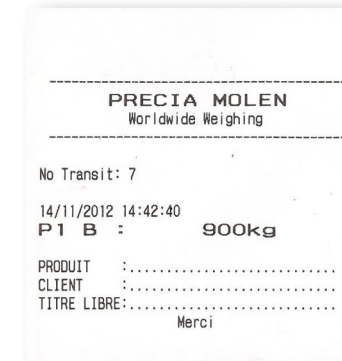 ----------------------------------------
PRECIA MOLEN
Worldwide Weighing
----------------------------------------
No Transit: 7
14/11/2012 14:42:40
P1 B : 900kg
PRODUIT :............................
CLIENT :............................
TITRE LIBRE:............................
Merci